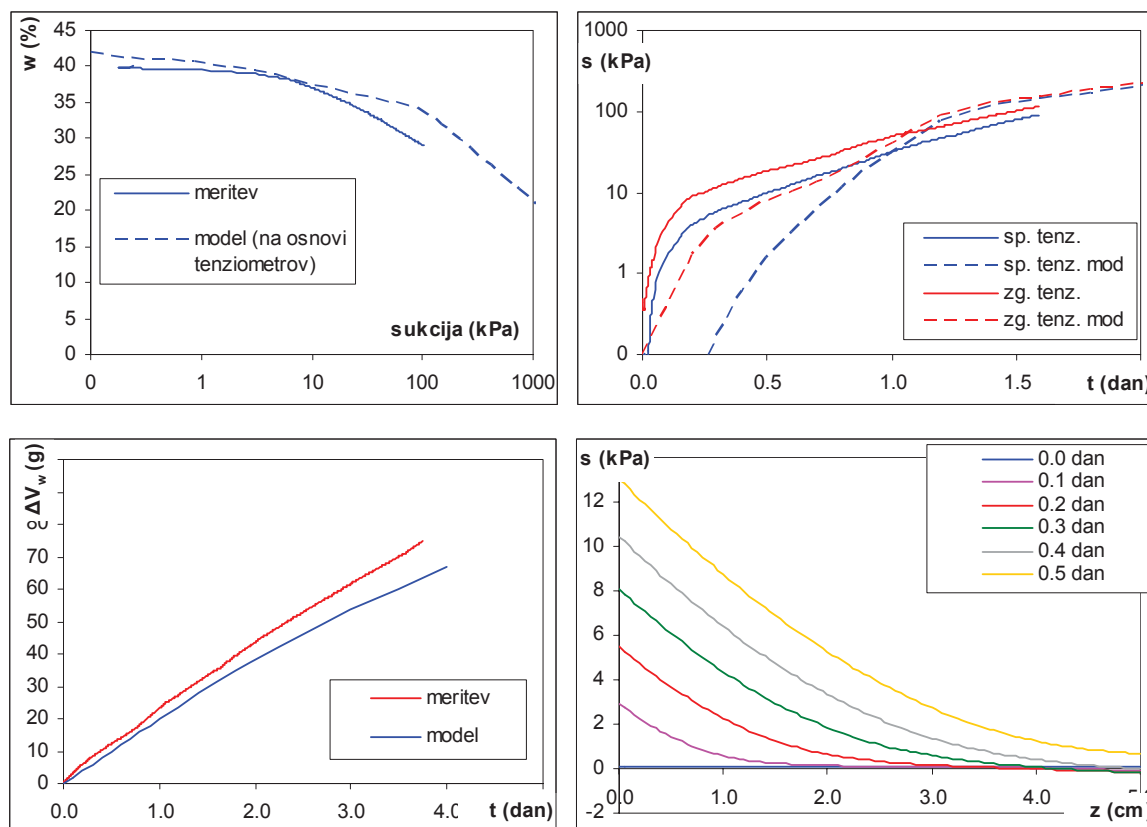 w (%)
45
40
35
30
25
20
15
10
5
0
0
1
10
100
1000
sukcija (kPa)
meritev
model (na osnovi
tenziometrov)
s (kPa)
1000
100
10
1
0
0.0
0.5
1.0
1.5
t (dan)
sp. tenz.
sp. tenz. mod
zg. tenz.
zg. tenz. mod
ΔVw (g)
80
70
60
50
40
30
20
10
0
0.0
1.0
2.0
3.0
4.0
t (dan)
meritev
model
s (kPa)
12
10
8
6
4
2
0
-2
0.0
1.0
2.0
3.0
4.0
5.0
z (cm)
0.0 dan
0.1 dan
0.2 dan
0.3 dan
0.4 dan
0.5 dan